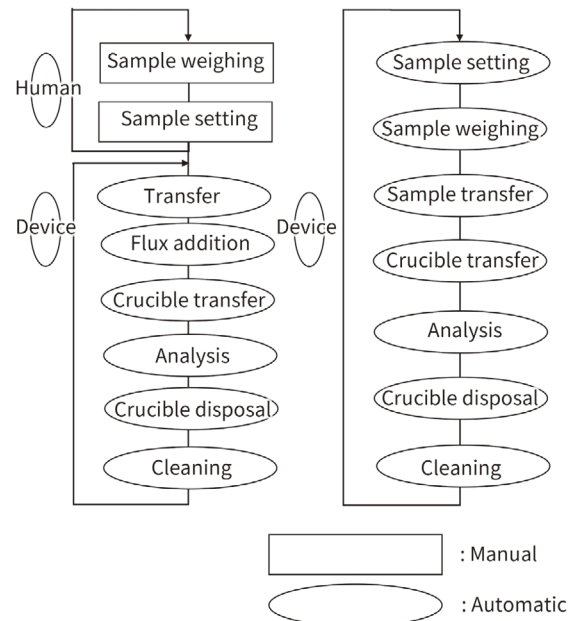 Human
Sample weighing
Sample setting
Device
Transfer
Flux addition
Crucible transfer
Analysis
Crucible disposal
Cleaning
Device
Sample setting
Sample weighing
Sample transfer
Crucible transfer
Analysis
Crucible disposal
Cleaning
: Manual
: Automatic